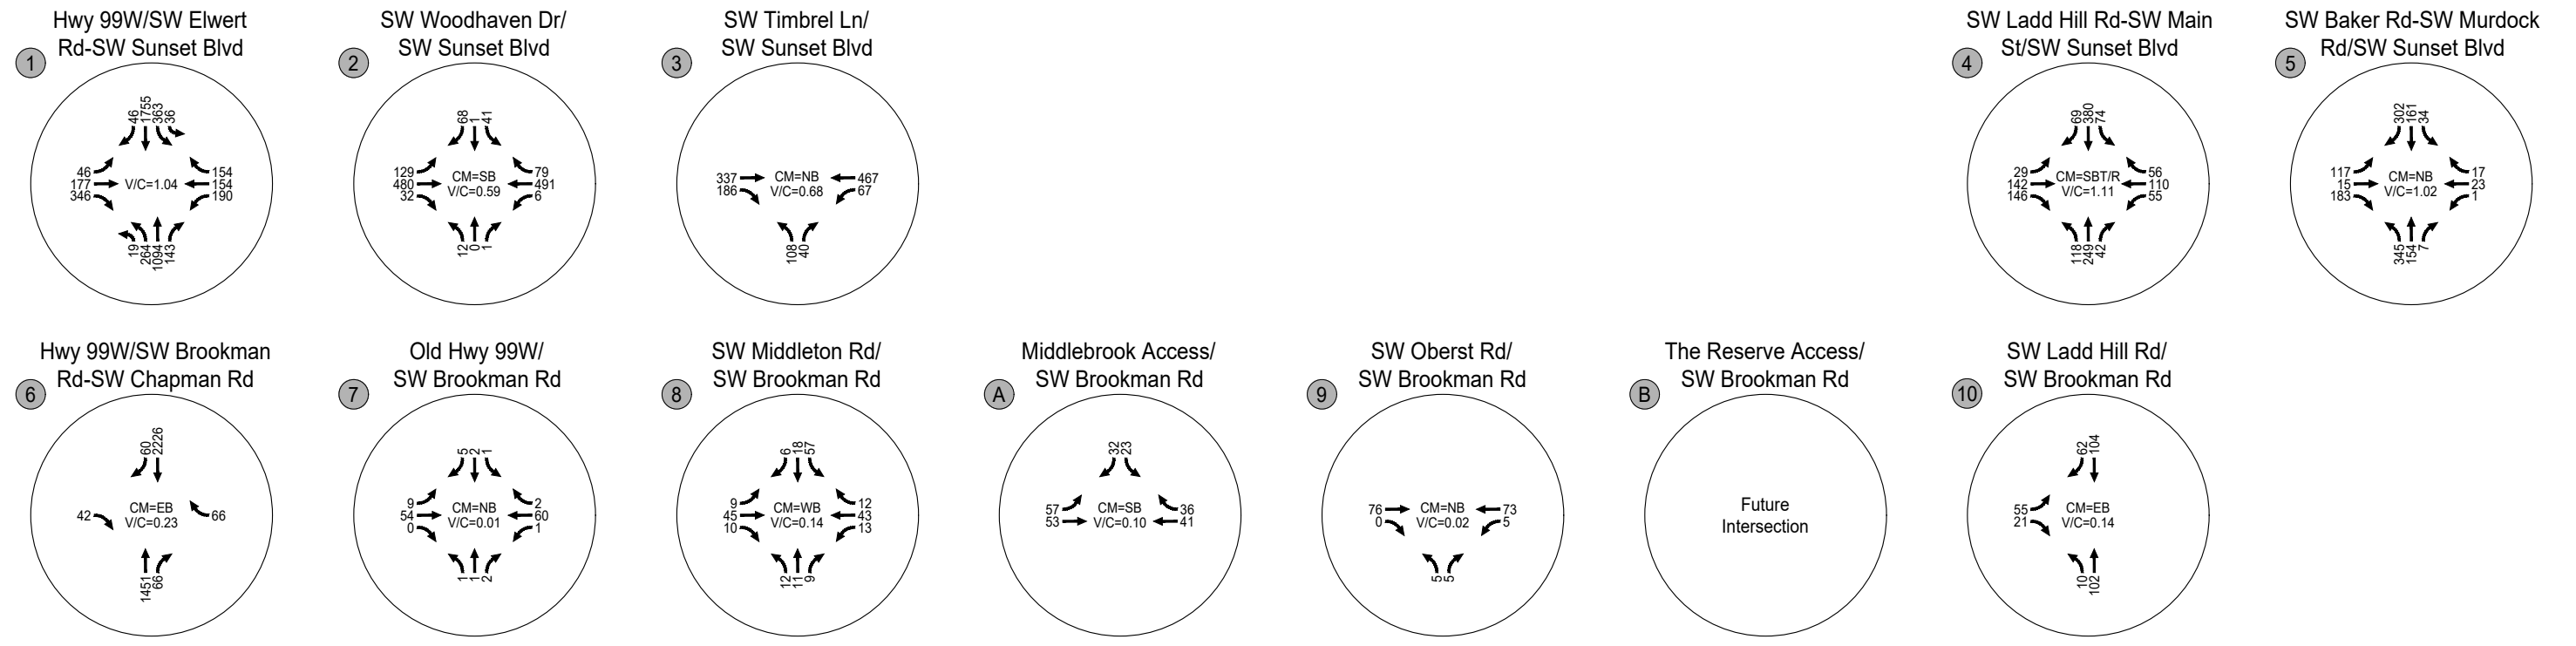 Hwy 99W/SW Elwert
Rd-SW Sunset Blvd
1
46
1755
363
36
46
177
346
V/C=1.04
154
154
190
19
264
1094
143
SW Woodhaven Dr/
SW Sunset Blvd
2
68
1
41
129
480
32
CM=SB
V/C=0.59
79
491
6
12
0
1
SW Timbrel Ln/
SW Sunset Blvd
3
337
186
CM=NB
V/C=0.68
467
67
108
40
SW Ladd Hill Rd-SW Main
St/SW Sunset Blvd
4
69
380
74
29
142
146
CM=SBT/R
V/C=1.11
56
110
55
118
249
42
SW Baker Rd-SW Murdock
Rd/SW Sunset Blvd
5
302
161
34
117
15
183
CM=NB
V/C=1.02
17
23
1
345
154
7
Hwy 99W/SW Brookman
Rd-SW Chapman Rd
6
60
2226
42
CM=EB
V/C=0.23
66
1451
66
Old Hwy 99W/
SW Brookman Rd
7
5
2
1
9
54
0
CM=NB
V/C=0.01
2
60
1
1
1
2
SW Middleton Rd/
SW Brookman Rd
8
6
18
57
9
45
10
CM=WB
V/C=0.14
12
43
13
12
11
9
Middlebrook Access/
SW Brookman Rd
A
32
23
57
53
CM=SB
V/C=0.10
36
41
SW Oberst Rd/
SW Brookman Rd
9
76
0
CM=NB
V/C=0.02
73
5
5
5
The Reserve Access/
SW Brookman Rd
B
Future
Intersection
SW Ladd Hill Rd/
SW Brookman Rd
10
62
104
55
21
CM=EB
V/C=0.14
10
102